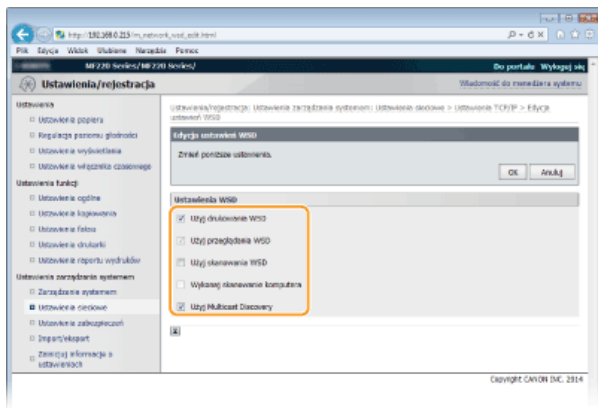 http://192.168.0.215/m_network_wsd_edit.html
Plik Edycja Widok Ulubione Narzędzia Pomoc
MF220 Series/MF220 Series/
Do portalu Wyloguj się
Ustawienia/rejestracja
Wiadomość do menedżera systemu
Ustawienia
Ustawienia papieru
Regulacja poziomu głośności
Ustawienia wyświetlania
Ustawienia włącznika czasowego
Ustawienia funkcji
Ustawienia ogólne
Ustawienia kopiowania
Ustawienia faksu
Ustawienia drukarki
Ustawienia raportu wydruków
Ustawienia zarządzania systemem
Zarządzanie systemem
Ustawienia sieciowe
Ustawienia zabezpieczeń
Import/eksport
Zainicjuj informacje o
ustawieniach
Ustawienia/rejestracja: Ustawienia zarządzania systemem: Ustawienia sieciowe > Ustawienia TCP/IP > Edycja
ustawień WSD
Edycja ustawień WSD
Zmień poniższe ustawienia.
OK Anuluj
Ustawienia WSD
Użyj drukowania WSD
Użyj przeglądania WSD
Użyj skanowania WSD
Wykonaj skanowanie komputera
Użyj Multicast Discovery
Copyright CANON INC. 2014